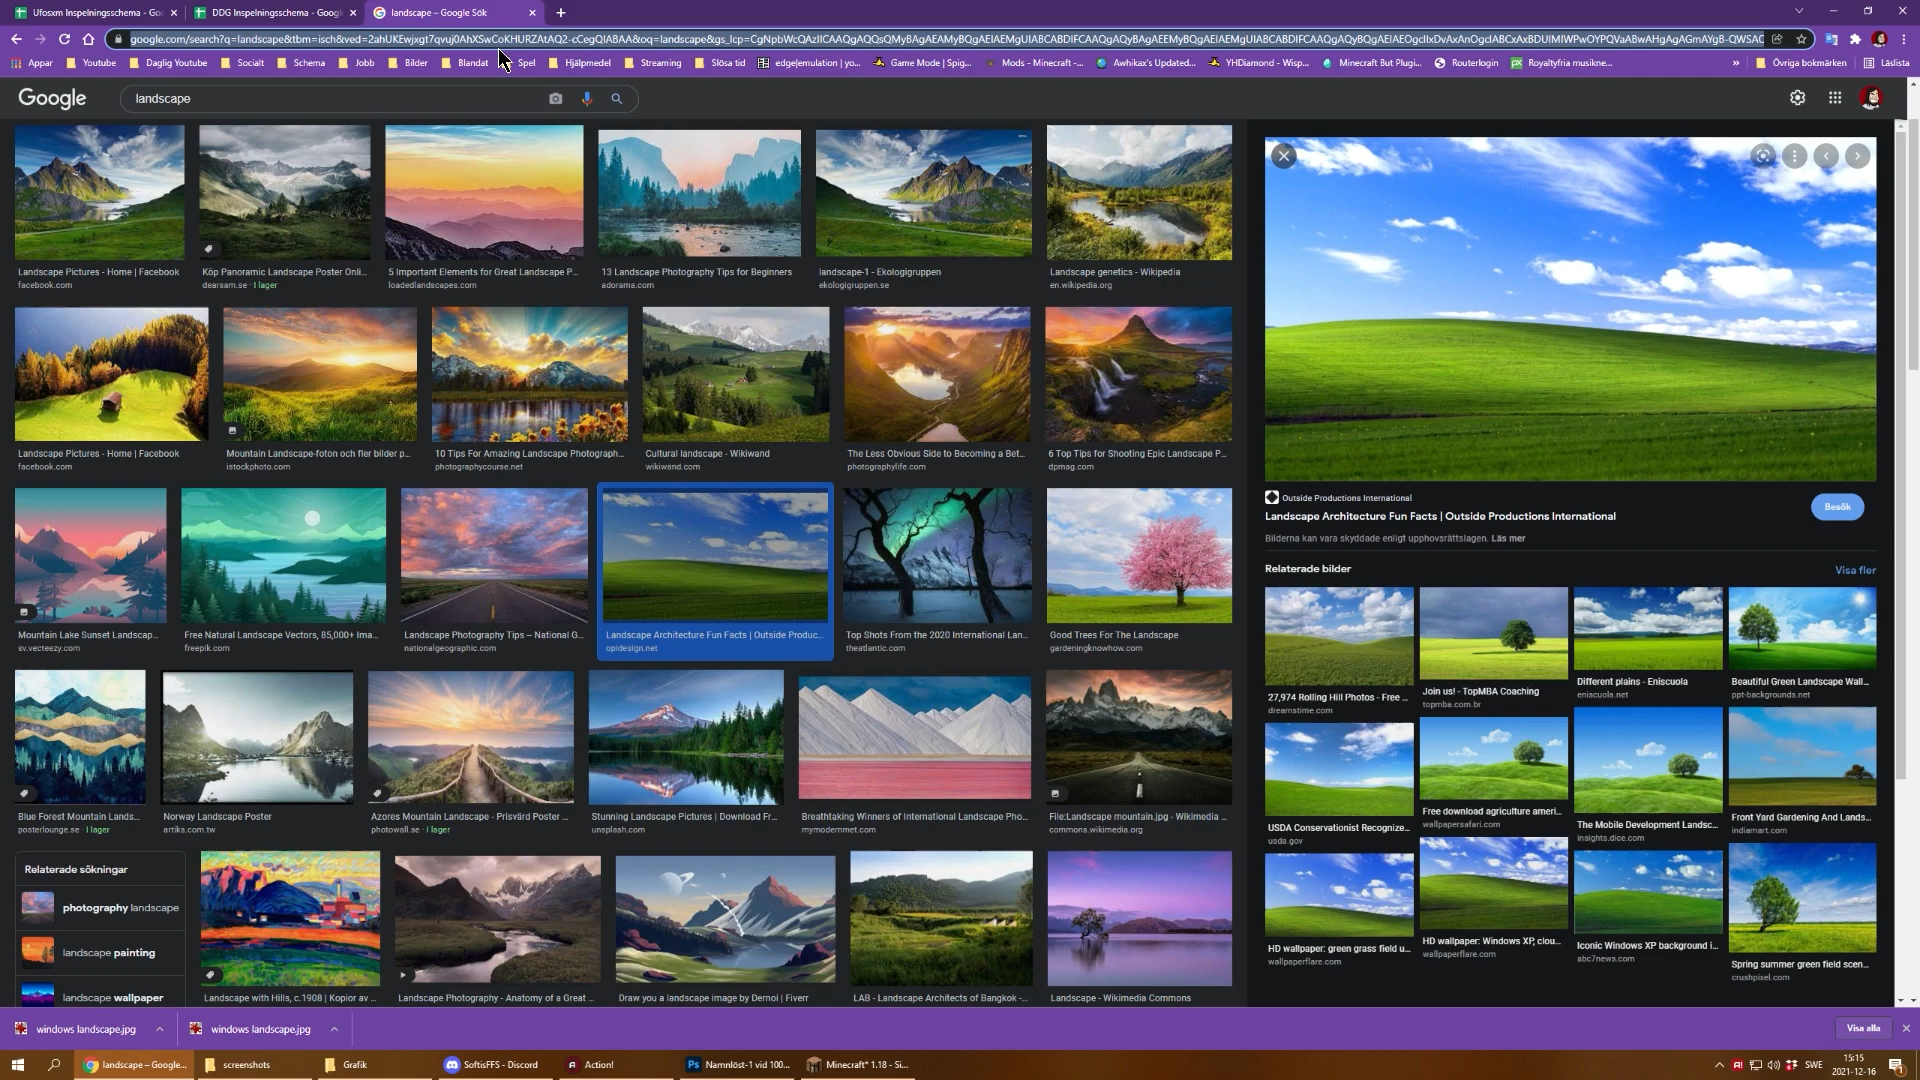 Ufosxm Inspelningsschema - Goo
DDG Inspelningsschema - Google
landscape – Google Sök
Appar
Youtube
Daglig Youtube
Socialt
Schema
Jobb
Bilder
Blandat
Spel
Hjälpmedel
Streaming
Slösa tid
edge|emulation | yo...
Game Mode | Spig...
Mods - Minecraft -...
Awhikax's Updated...
YHDiamond - Wisp...
Minecraft But Plugi...
Routerlogin
px Royaltyfria musikne...
»
Övriga bokmärken
Läslista
Google
landscape
Landscape Pictures - Home | Facebook
facebook.com
Köp Panoramic Landscape Poster Onli...
dearsam.se · I lager
5 Important Elements for Great Landscape P...
loadedlandscapes.com
13 Landscape Photography Tips for Beginners
adorama.com
landscape-1 - Ekologigruppen
ekologigruppen.se
Landscape genetics - Wikipedia
en.wikipedia.org
Landscape Pictures - Home | Facebook
facebook.com
Mountain Landscape-foton och fler bilder p...
istockphoto.com
10 Tips For Amazing Landscape Photograph...
photographycourse.net
Cultural landscape - Wikiwand
wikiwand.com
The Less Obvious Side to Becoming a Bet...
photographylife.com
6 Top Tips for Shooting Epic Landscape P...
dpmag.com
Mountain Lake Sunset Landscap...
sv.vecteezy.com
Free Natural Landscape Vectors, 85,000+ Ima...
freepik.com
Landscape Photography Tips -- National G...
nationalgeographic.com
Landscape Architecture Fun Facts | Outside Produc...
opidesign.net
Top Shots From the 2020 International Lan...
theatlantic.com
Good Trees For The Landscape
gardeningknowhow.com
Blue Forest Mountain Lands...
posterlounge.se · I lager
Norway Landscape Poster
artiks.com.tw
Azores Mountain Landscape - Prisvärd Poster ...
photowall.se · I lager
Stunning Landscape Pictures | Download Fr...
unsplash.com
Breathtaking Winners of International Landscape Pho...
mymodernmet.com
File:Landscape mountain.jpg - Wikimedia ...
commons.wikimedia.org
Relaterade sökningar
photography landscape
landscape painting
landscape wallpaper
Landscape with Hills, c.1908 | Kopior av ...
Landscape Photography - Anatomy of a Great ...
Draw you a landscape image by Dernoi | Fiverr
LAB - Landscape Architects of Bangkok -...
Landscape - Wikimedia Commons
Outside Productions International
Landscape Architecture Fun Facts | Outside Productions International
Besök
Bilderna kan vara skyddade enligt upphovsrättslagen. Läs mer
Relaterade bilder
Visa fler
27,974 Rolling Hill Photos - Free ...
dreamstime.com
Join us! - TopMBA Coaching
topmba.com.br
Different plains - Eniscuola
eniscuola.net
Beautiful Green Landscape Wall...
ppt-backgrounds.net
USDA Conservationist Recognize...
usda.gov
Free download agriculture ameri...
wallpapersafari.com
The Mobile Development Landsc...
insights.dice.com
Front Yard Gardening And Lands...
indiamart.com
HD wallpaper: green grass field u...
wallpaperflare.com
HD wallpaper: Windows XP, clou...
wallpaperflare.com
Iconic Windows XP background i...
abc7news.com
Spring summer green field scen...
crushpixel.com
windows landscape.jpg
windows landscape.jpg
Visa alla
landscape – Google...
screenshots
Grafik
SoftisFFS - Discord
Action!
Ps Namnlöst-1 vid 100...
Minecraft* 1.18 - Si...
SWE
15:15
2021-12-16